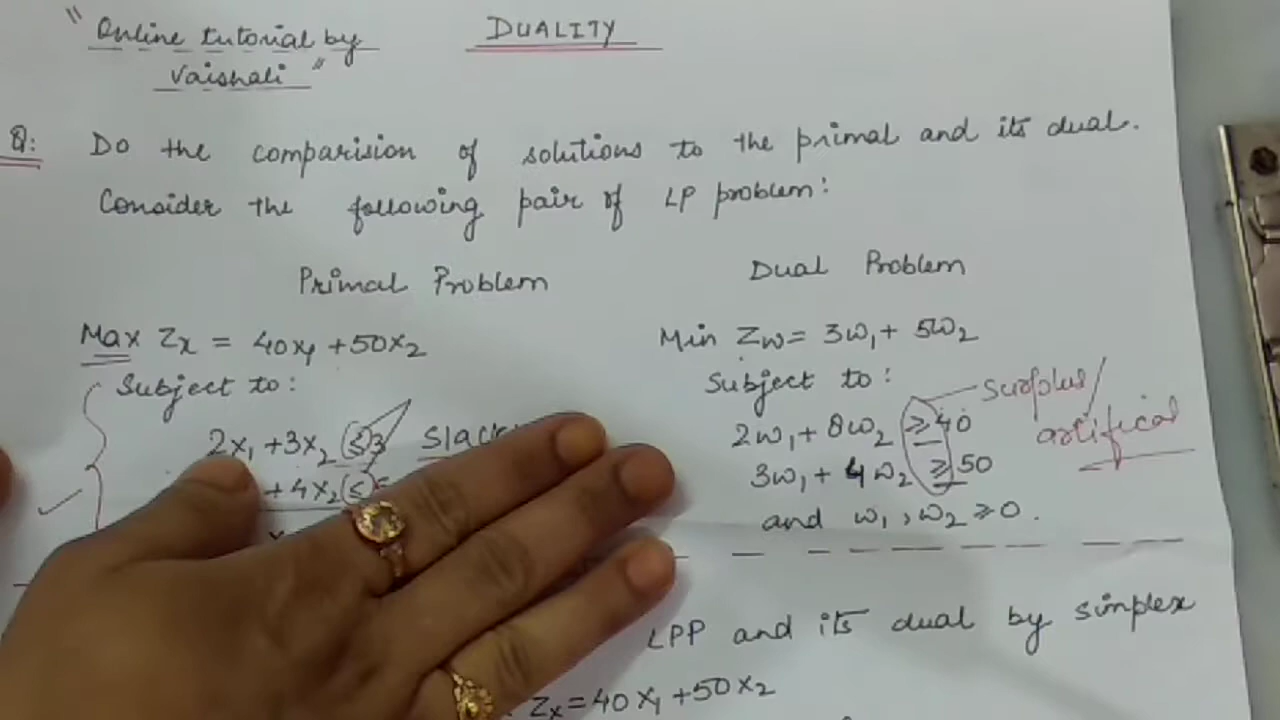 "Online tutorial by
Vaishali"
DUALITY
Q: Do the comparision of solutions to the primal and its dual.
Consider the following pair of LP problem:
Primal Problem
Max Zx = 40x₁ + 50x₂
Subject to:
2x₁ + 3x₂ ≤ 3
+ 4x₂ ≤
Dual Problem
Min Zw = 3w₁ + 5w₂
Subject to:
2w₁ + 8w₂ ≥ 40
3w₁ + 4w₂ ≥ 50
and w₁, w₂ ≥ 0.
Surplus/
artifical
LPP and its dual by simplex
Zx = 40x₁ + 50x₂